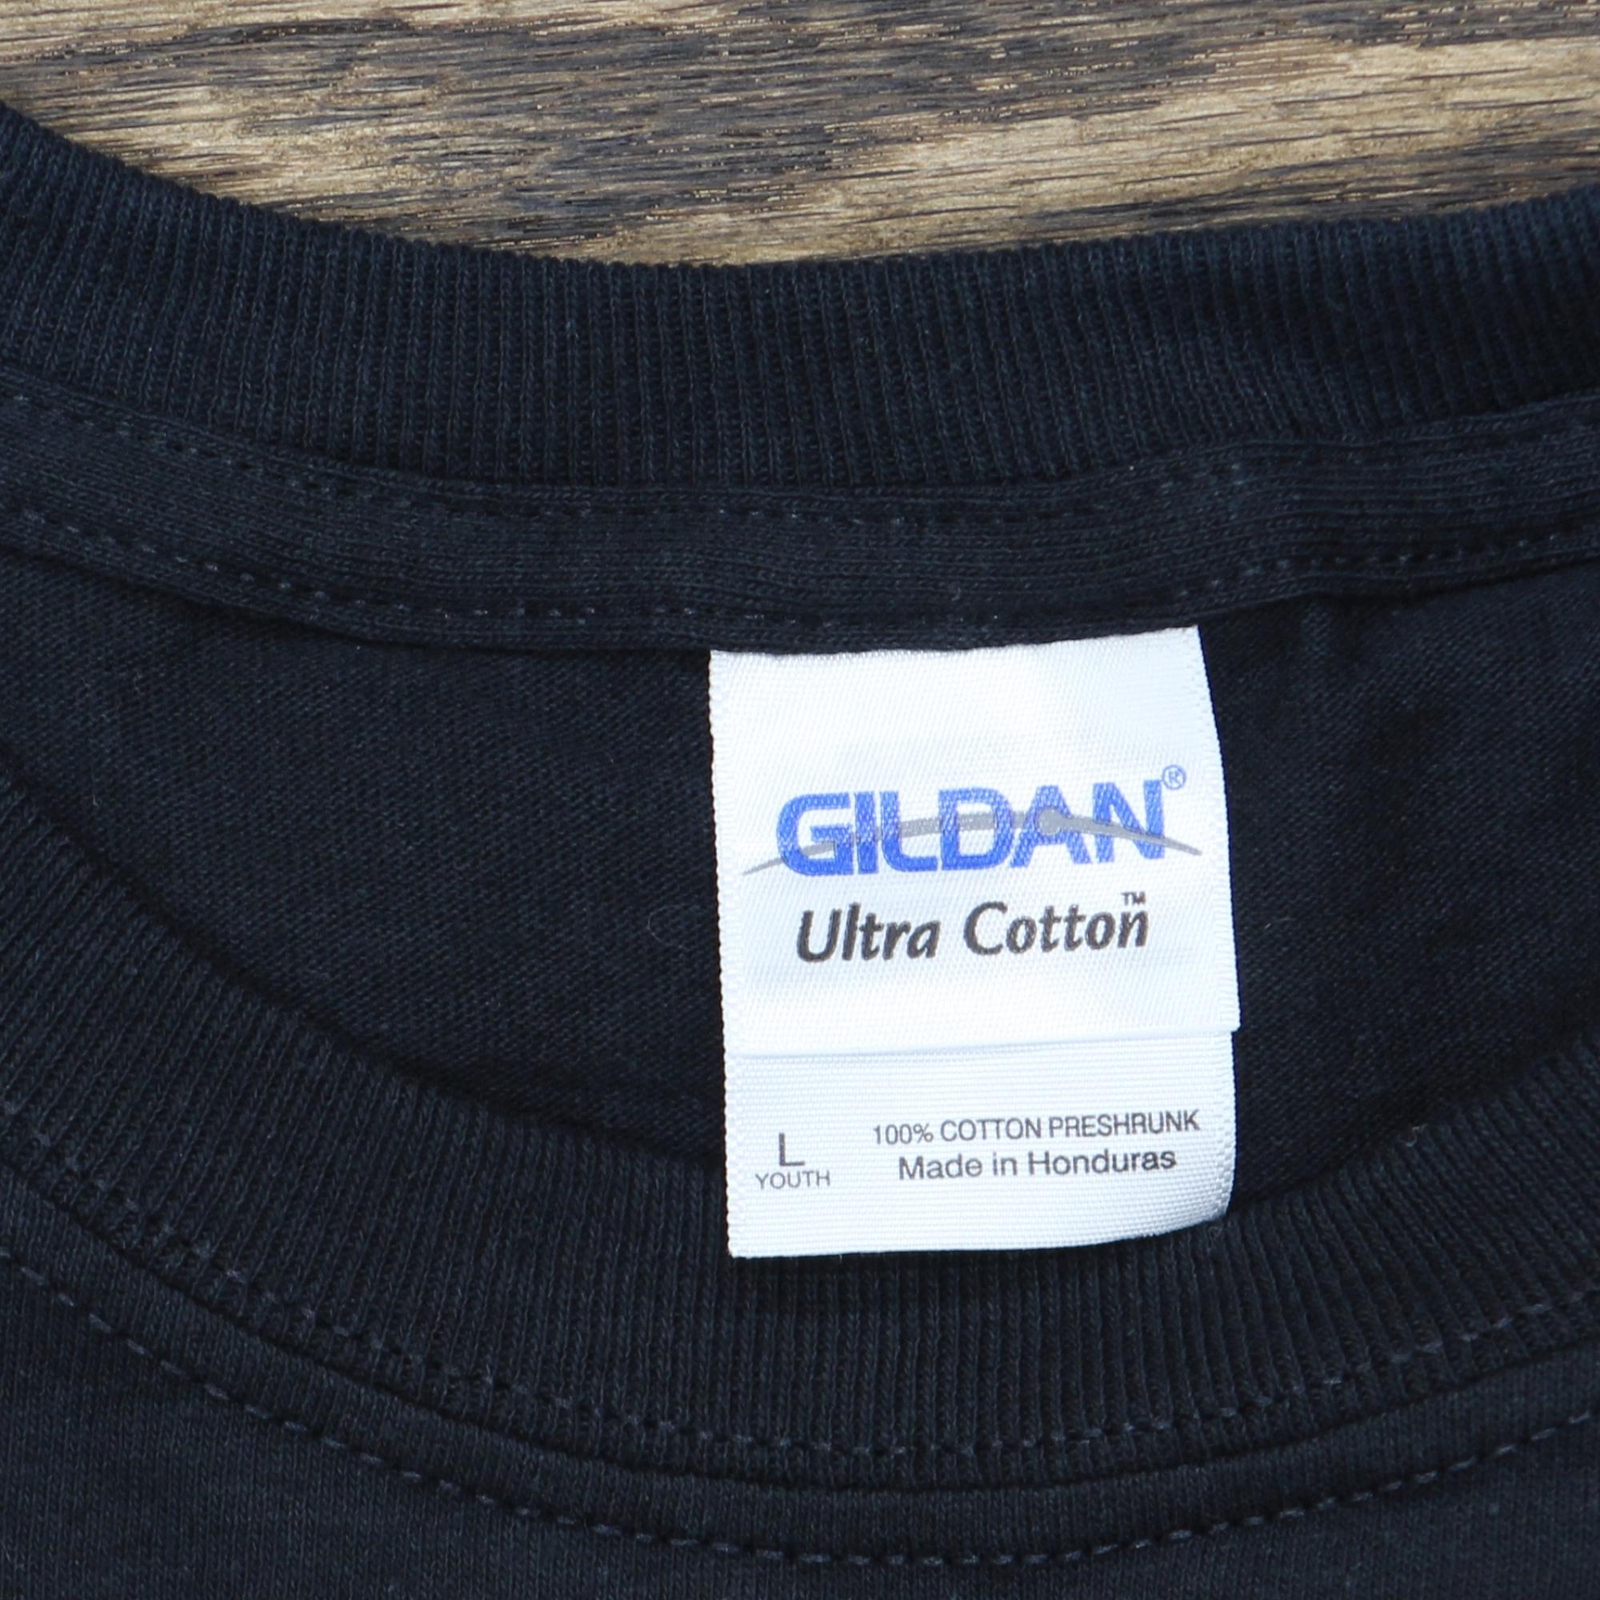 GILDAN®
Ultra Cotton™
L
YOUTH
100% COTTON PRESHRUNK
Made in Honduras